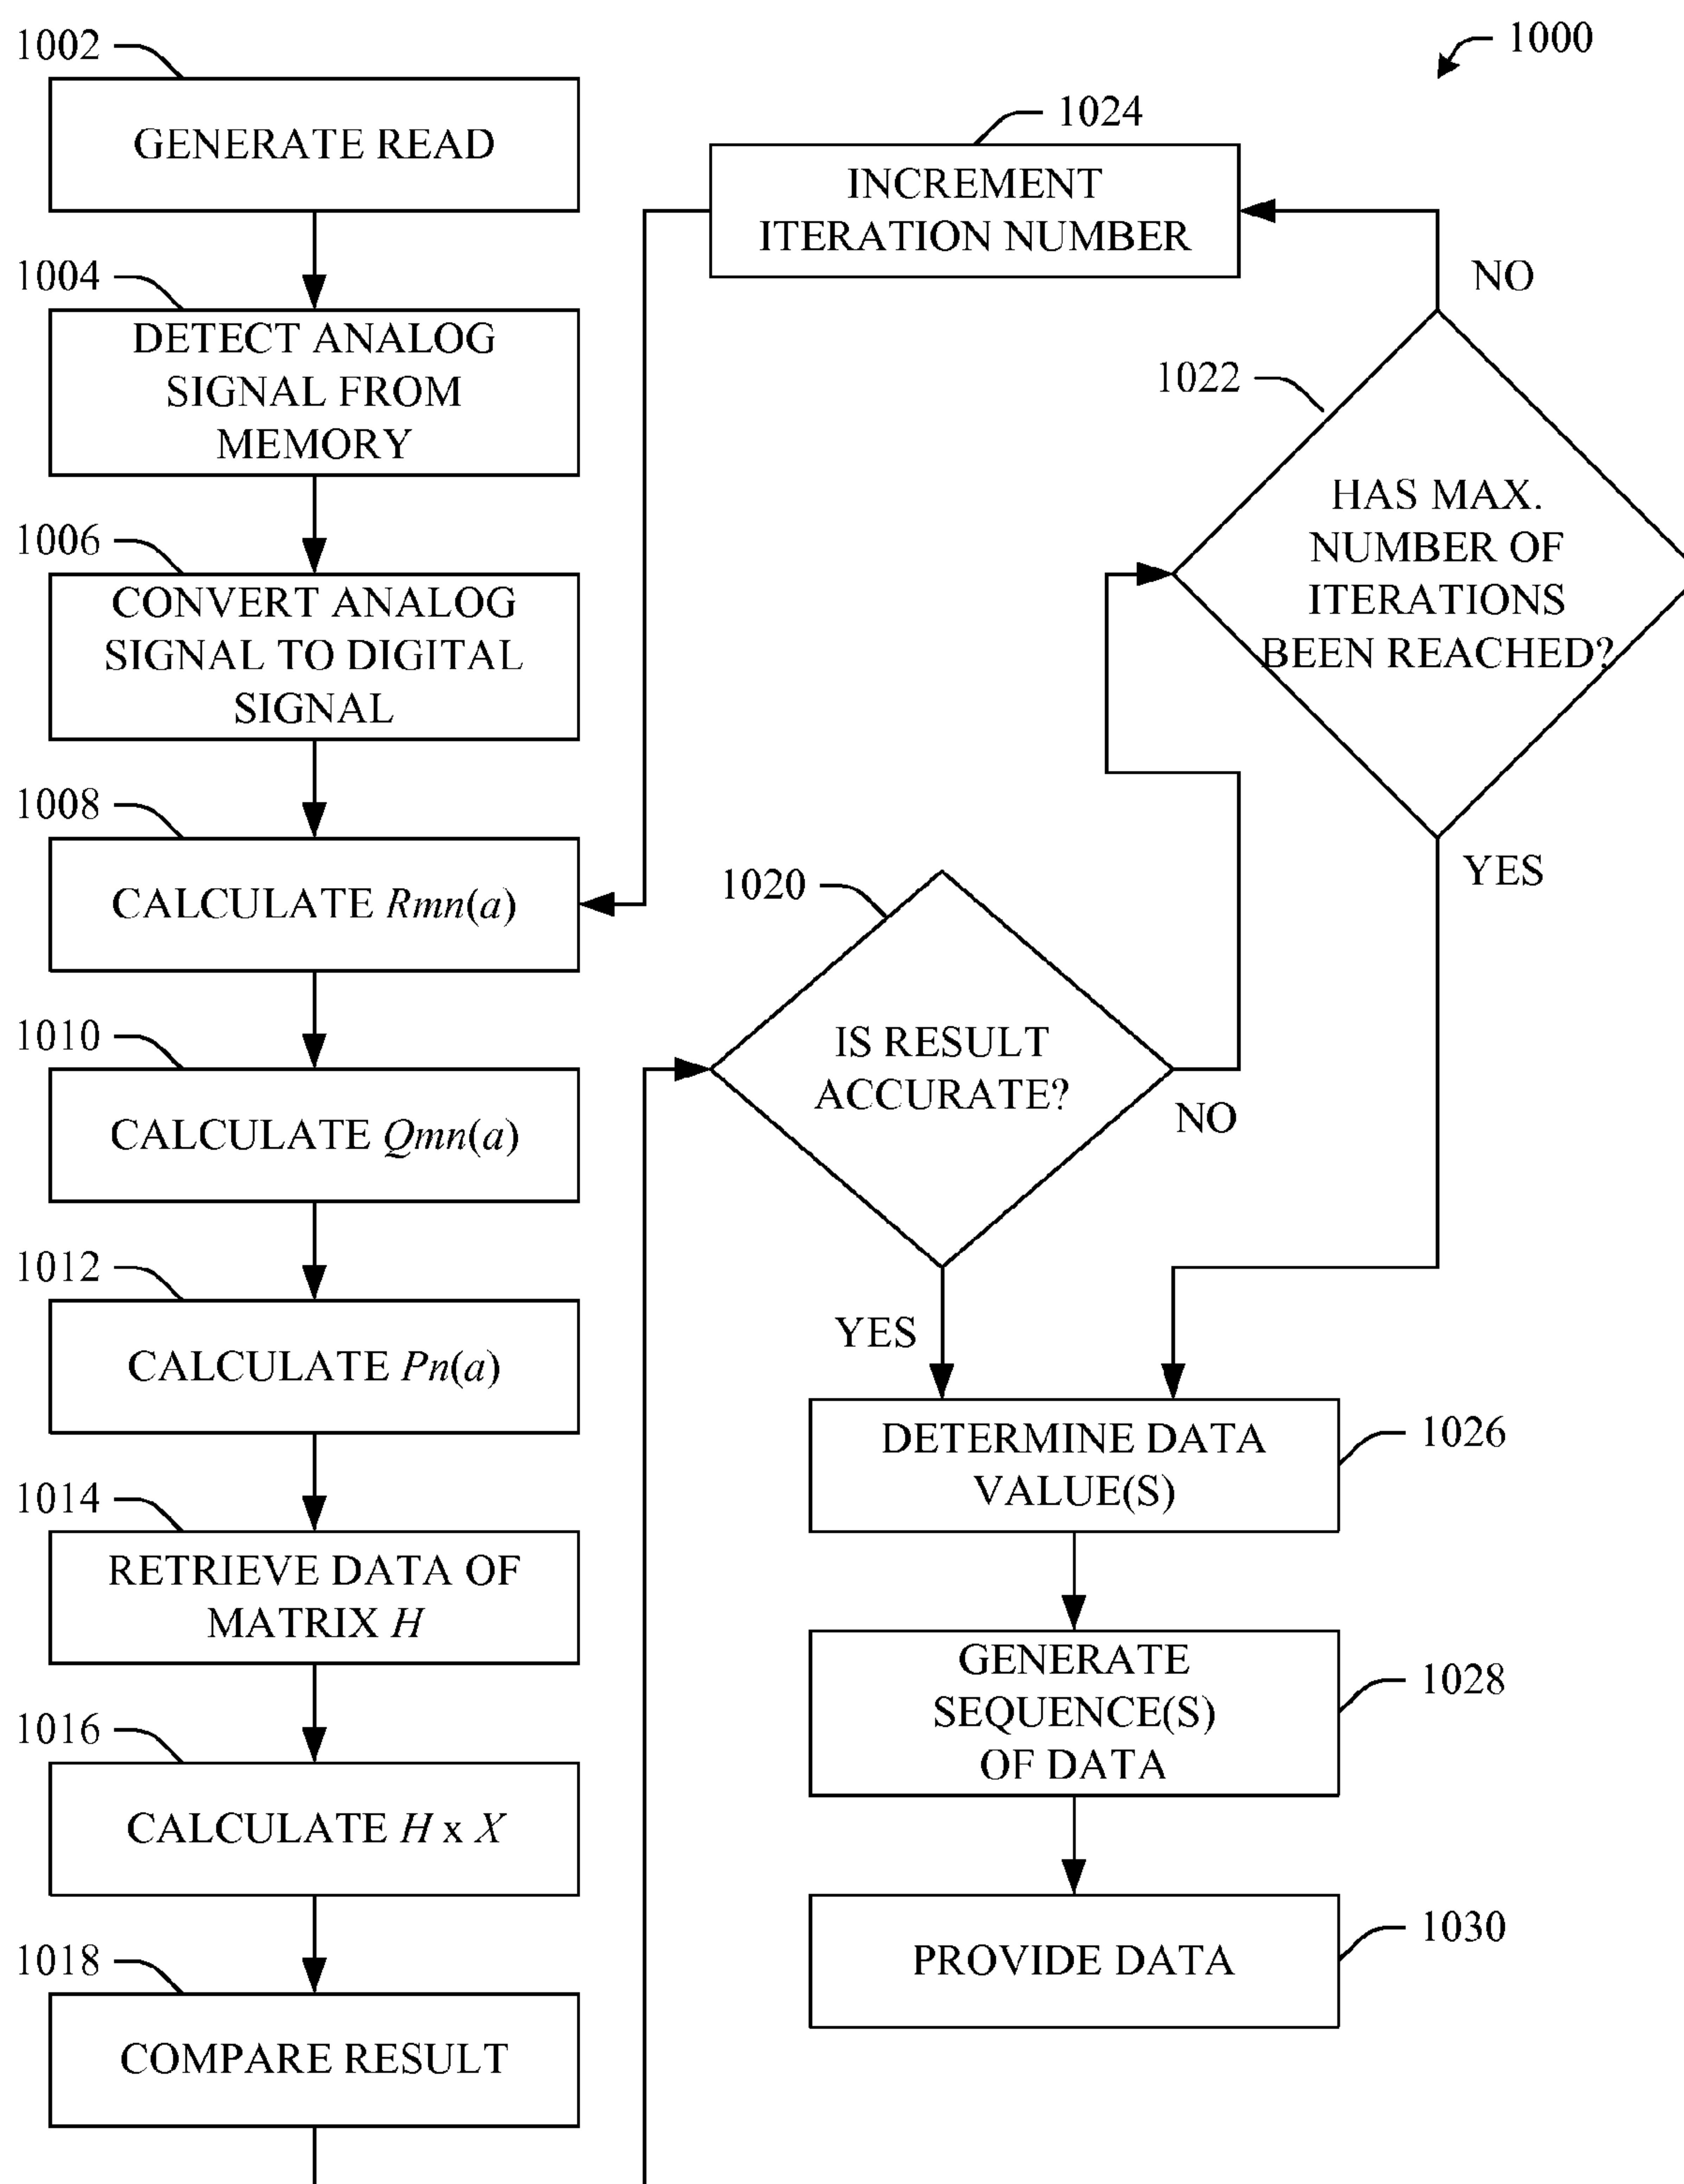 1000
1002
GENERATE READ
1004
DETECT ANALOG
SIGNAL FROM
MEMORY
1006
CONVERT ANALOG
SIGNAL TO DIGITAL
SIGNAL
1008
CALCULATE Rmn(a)
1010
CALCULATE Qmn(a)
1012
CALCULATE Pn(a)
1014
RETRIEVE DATA OF
MATRIX H
1016
CALCULATE H x X
1018
COMPARE RESULT
1020
IS RESULT
ACCURATE?
NO
YES
1022
HAS MAX.
NUMBER OF
ITERATIONS
BEEN REACHED?
NO
YES
1024
INCREMENT
ITERATION NUMBER
1026
DETERMINE DATA
VALUE(S)
1028
GENERATE
SEQUENCE(S)
OF DATA
1030
PROVIDE DATA